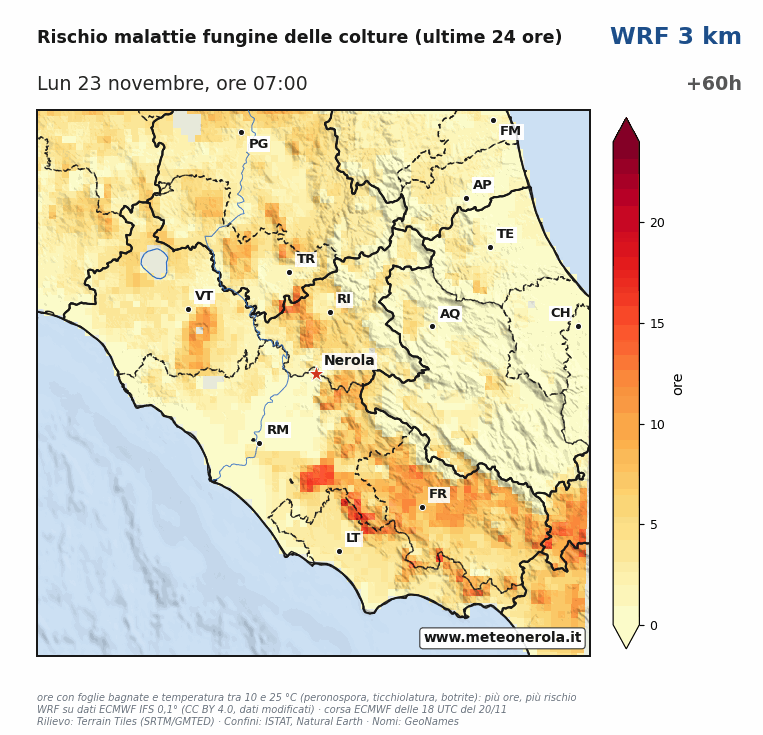 Rischio malattie fungine delle colture (ultime 24 ore)
WRF 3 km
Lun 23 novembre, ore 07:00
+60h
FM
PG
AP
TE
TR
VT
RI
AQ
CH
Nerola
RM
FR
LT
www.meteonerola.it
20
15
10
5
0
ore
ore con foglie bagnate e temperatura tra 10 e 25 °C (peronospora, ticchiolatura, botrite): più ore, più rischio
WRF su dati ECMWF IFS 0,1° (CC BY 4.0, dati modificati) · corsa ECMWF delle 18 UTC del 20/11
Rilievo: Terrain Tiles (SRTM/GMTED) · Confini: ISTAT, Natural Earth · Nomi: GeoNames